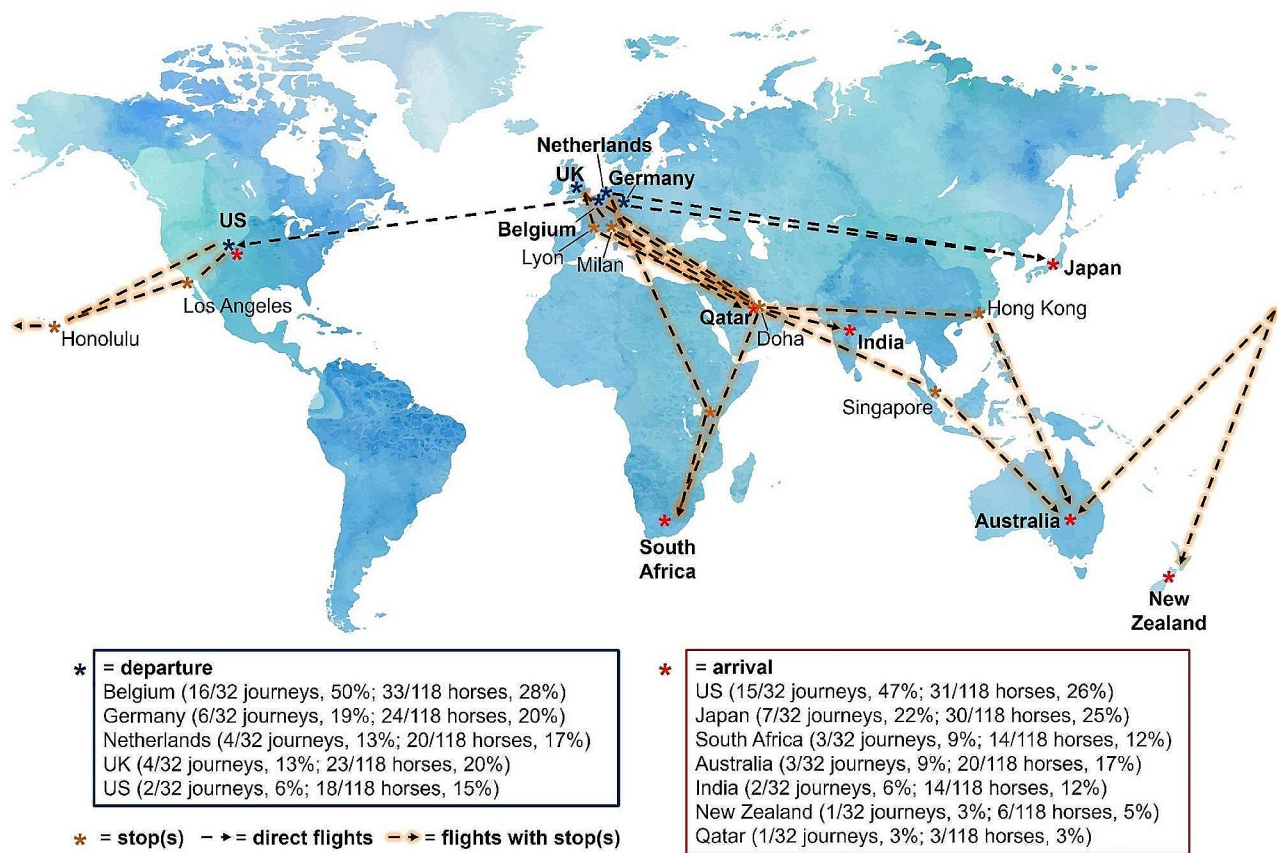 Netherlands
UK
Germany
US
Belgium
Lyon
Milan
Japan
Los Angeles
Honolulu
Qatar
Doha
India
Hong Kong
Singapore
Australia
South
Africa
New
Zealand
* = departure
Belgium (16/32 journeys, 50%; 33/118 horses, 28%)
Germany (6/32 journeys, 19%; 24/118 horses, 20%)
Netherlands (4/32 journeys, 13%; 20/118 horses, 17%)
UK (4/32 journeys, 13%; 23/118 horses, 20%)
US (2/32 journeys, 6%; 18/118 horses, 15%)
* = arrival
US (15/32 journeys, 47%; 31/118 horses, 26%)
Japan (7/32 journeys, 22%; 30/118 horses, 25%)
South Africa (3/32 journeys, 9%; 14/118 horses, 12%)
Australia (3/32 journeys, 9%; 20/118 horses, 17%)
India (2/32 journeys, 6%; 14/118 horses, 12%)
New Zealand (1/32 journeys, 3%; 6/118 horses, 5%)
Qatar (1/32 journeys, 3%; 3/118 horses, 3%)
* = stop(s) = direct flights = flights with stop(s)